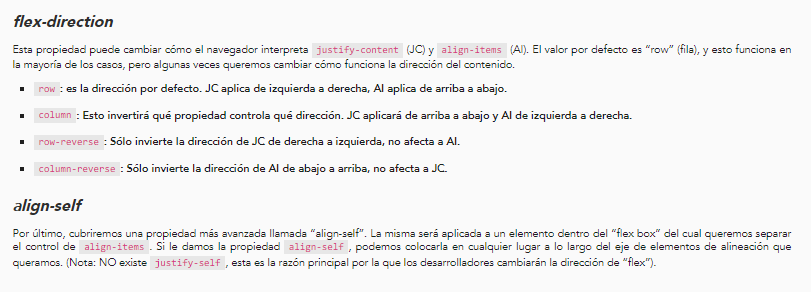 flex-direction
Esta propiedad puede cambiar cómo el navegador interpreta justify-content (JC) y align-items (AI). El valor por defecto es “row” (fila), y esto funciona en
la mayoría de los casos, pero algunas veces queremos cambiar cómo funciona la dirección del contenido.
▪ row : es la dirección por defecto. JC aplica de izquierda a derecha, AI aplica de arriba a abajo.
▪ column : Esto invertirá qué propiedad controla qué dirección. JC aplicará de arriba a abajo y AI de izquierda a derecha.
▪ row-reverse : Sólo invierte la dirección de JC de derecha a izquierda, no afecta a AI.
▪ column-reverse : Sólo invierte la dirección de AI de abajo a arriba, no afecta a JC.
align-self
Por último, cubriremos una propiedad más avanzada llamada “align-self”. La misma será aplicada a un elemento dentro del “flex box” del cual queremos separar
el control de align-items . Si le damos la propiedad align-self , podemos colocarla en cualquier lugar a lo largo del eje de elementos de alineación que
queramos. (Nota: NO existe justify-self , esta es la razón principal por la que los desarrolladores cambiarán la dirección de “flex”).